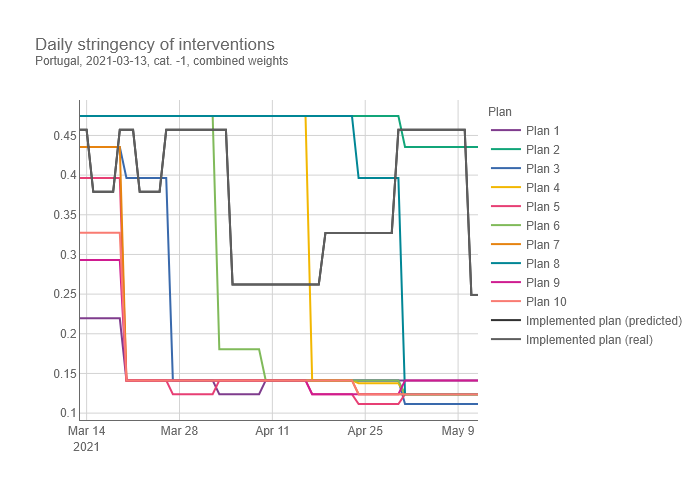 Daily stringency of interventions
Portugal, 2021-03-13, cat. -1, combined weights
Plan
Plan 1
Plan 2
Plan 3
Plan 4
Plan 5
Plan 6
Plan 7
Plan 8
Plan 9
Plan 10
Implemented plan (predicted)
Implemented plan (real)
0.45
0.4
0.35
0.3
0.25
0.2
0.15
0.1
Mar 14
2021
Mar 28
Apr 11
Apr 25
May 9